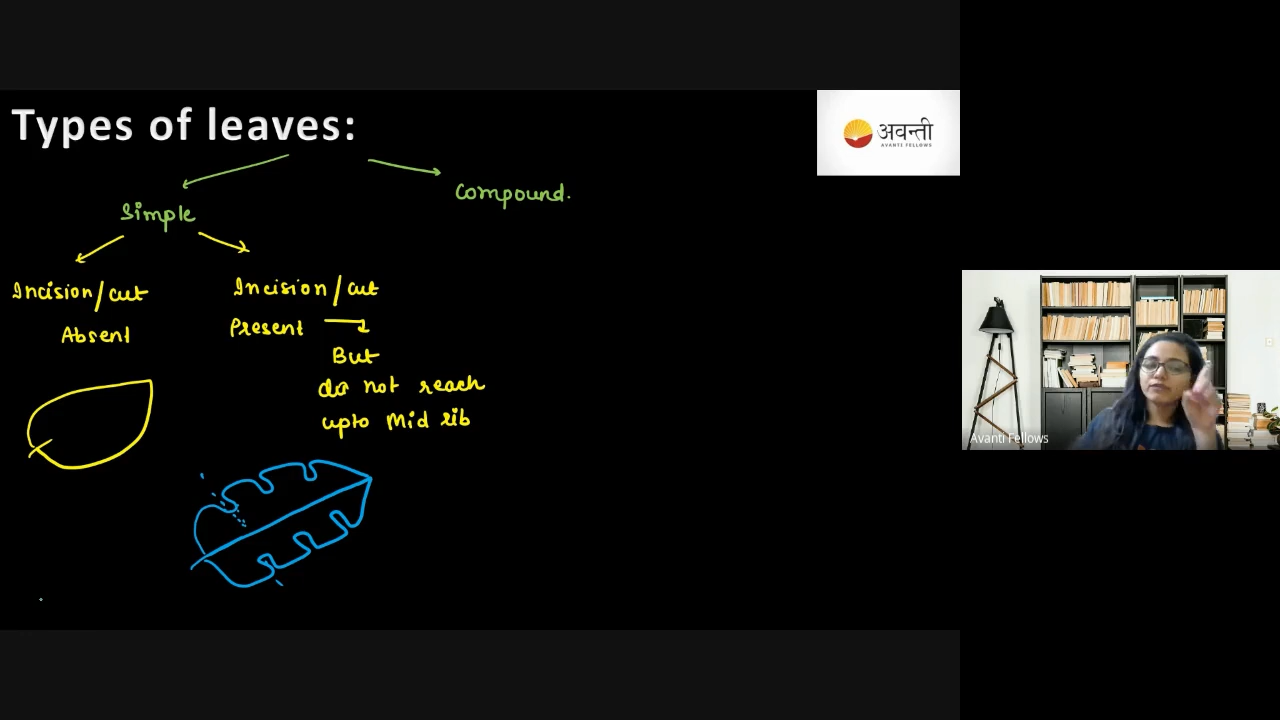 Types of leaves:
अवन्ती
AVANTI FELLOWS
Simple
Compound.
Incision/cut
Absent
Incision/cut
Present
But
do not reach
upto Mid rib
Avanti Fellows